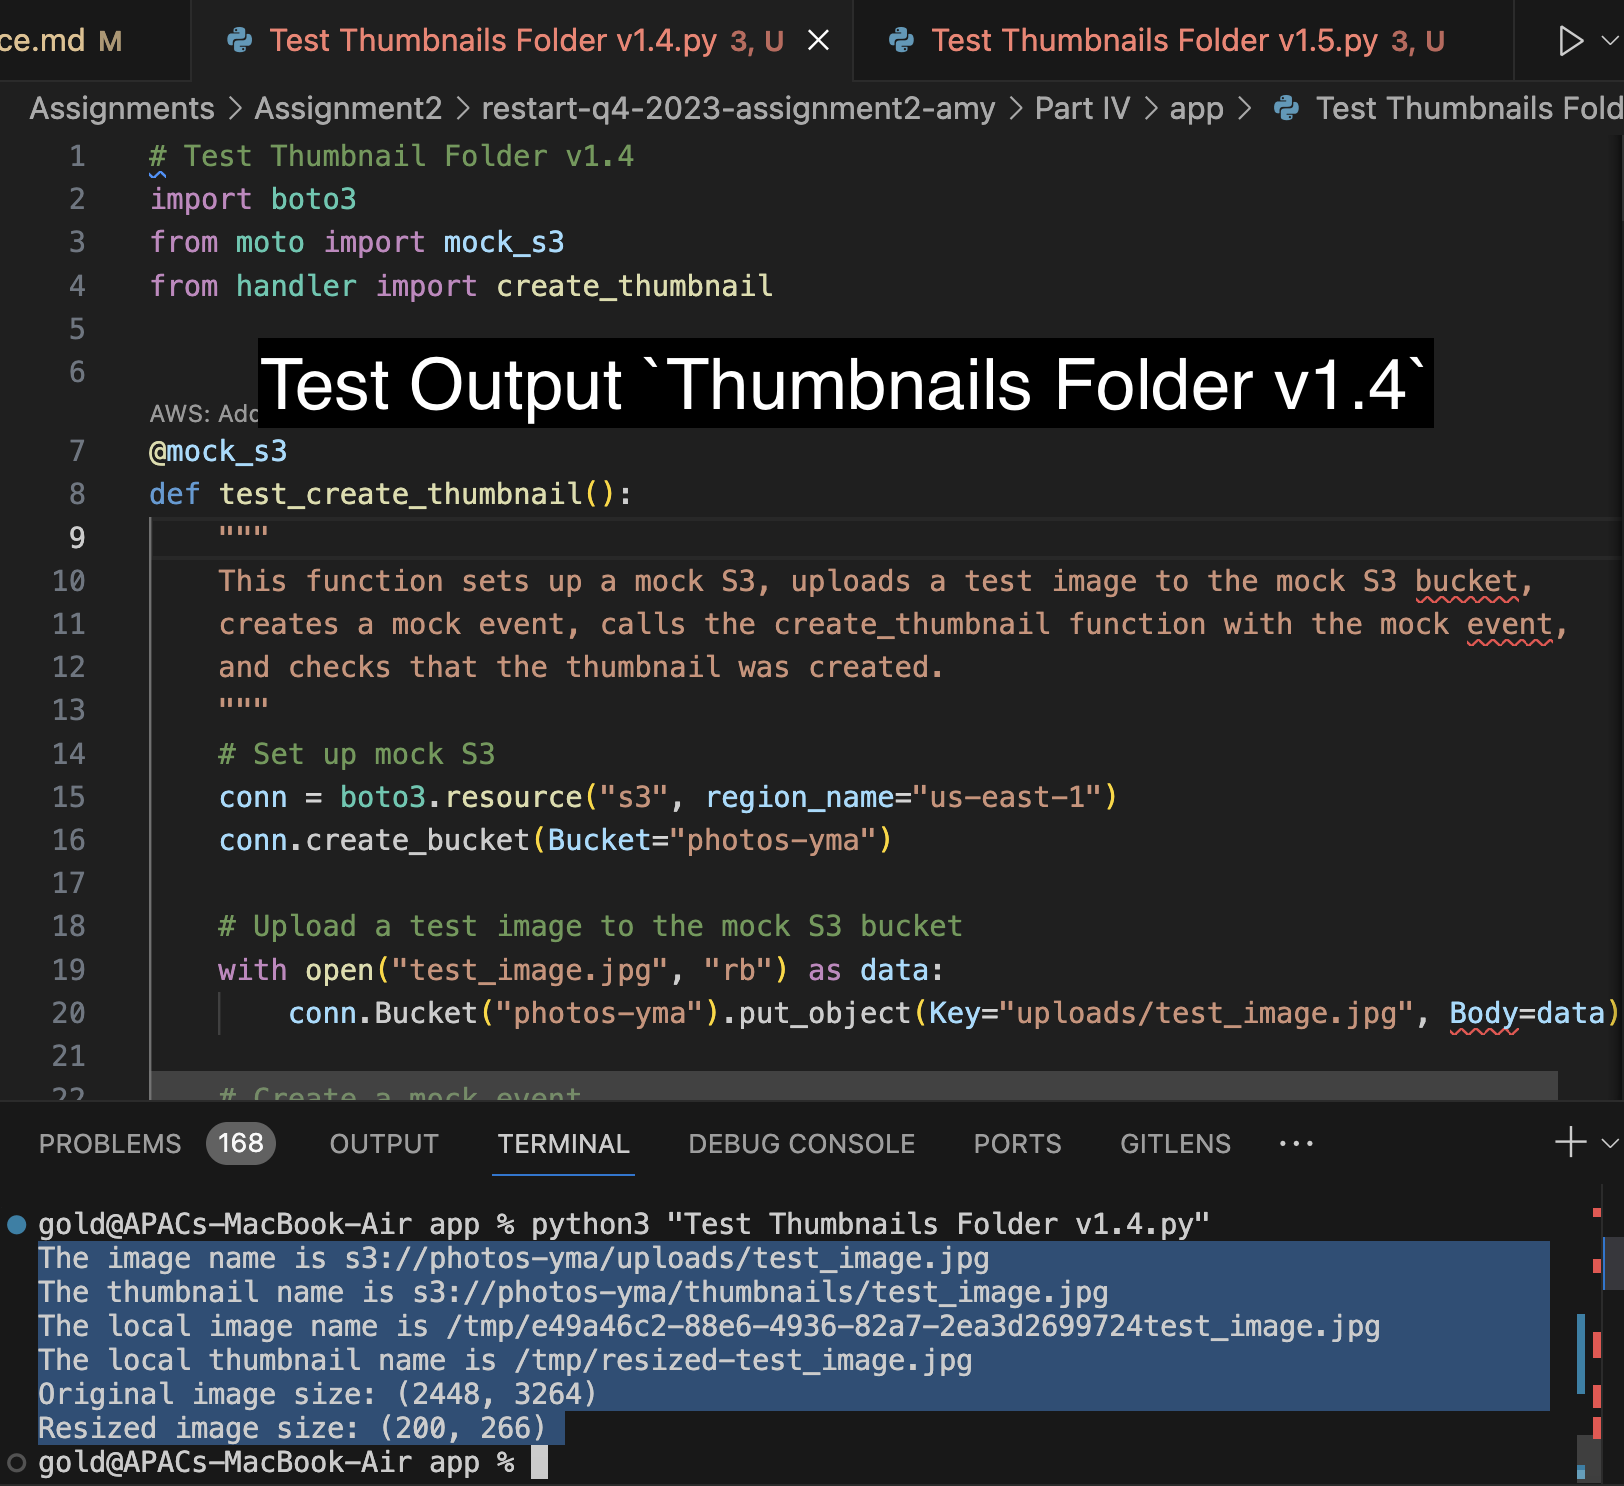 ce.md M
Test Thumbnails Folder v1.4.py 3, U
Test Thumbnails Folder v1.5.py 3, U
Assignments > Assignment2 > restart-q4-2023-assignment2-amy > Part IV > app > Test Thumbnails Fold
1 # Test Thumbnail Folder v1.4
2 import boto3
3 from moto import mock_s3
4 from handler import create_thumbnail
5
6
Test Output `Thumbnails Folder v1.4`
AWS: Add
7 @mock_s3
8 def test_create_thumbnail():
9 """
10 This function sets up a mock S3, uploads a test image to the mock S3 bucket,
11 creates a mock event, calls the create_thumbnail function with the mock event,
12 and checks that the thumbnail was created.
13 """
14 # Set up mock S3
15 conn = boto3.resource("s3", region_name="us-east-1")
16 conn.create_bucket(Bucket="photos-yma")
17
18 # Upload a test image to the mock S3 bucket
19 with open("test_image.jpg", "rb") as data:
20 conn.Bucket("photos-yma").put_object(Key="uploads/test_image.jpg", Body=data)
21
22 # Create a mock event
PROBLEMS 168 OUTPUT TERMINAL DEBUG CONSOLE PORTS GITLENS ...
gold@APACs-MacBook-Air app % python3 "Test Thumbnails Folder v1.4.py"
The image name is s3://photos-yma/uploads/test_image.jpg
The thumbnail name is s3://photos-yma/thumbnails/test_image.jpg
The local image name is /tmp/e49a46c2-88e6-4936-82a7-2ea3d2699724test_image.jpg
The local thumbnail name is /tmp/resized-test_image.jpg
Original image size: (2448, 3264)
Resized image size: (200, 266)
gold@APACs-MacBook-Air app %